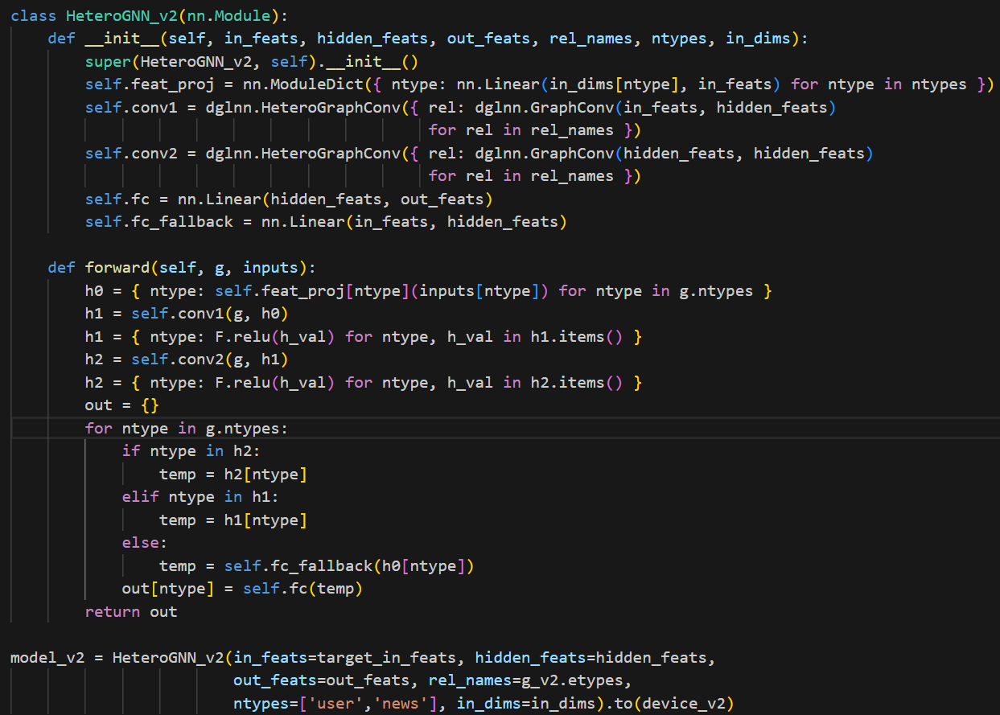 class HeteroGNN_v2(nn.Module):
    def __init__(self, in_feats, hidden_feats, out_feats, rel_names, ntypes, in_dims):
        super(HeteroGNN_v2, self).__init__()
        self.feat_proj = nn.ModuleDict({ ntype: nn.Linear(in_dims[ntype], in_feats) for ntype in ntypes })
        self.conv1 = dglnn.HeteroGraphConv({ rel: dglnn.GraphConv(in_feats, hidden_feats)
                                             for rel in rel_names })
        self.conv2 = dglnn.HeteroGraphConv({ rel: dglnn.GraphConv(hidden_feats, hidden_feats)
                                             for rel in rel_names })
        self.fc = nn.Linear(hidden_feats, out_feats)
        self.fc_fallback = nn.Linear(in_feats, hidden_feats)

    def forward(self, g, inputs):
        h0 = { ntype: self.feat_proj[ntype](inputs[ntype]) for ntype in g.ntypes }
        h1 = self.conv1(g, h0)
        h1 = { ntype: F.relu(h_val) for ntype, h_val in h1.items() }
        h2 = self.conv2(g, h1)
        h2 = { ntype: F.relu(h_val) for ntype, h_val in h2.items() }
        out = {}
        for ntype in g.ntypes:
            if ntype in h2:
                temp = h2[ntype]
            elif ntype in h1:
                temp = h1[ntype]
            else:
                temp = self.fc_fallback(h0[ntype])
            out[ntype] = self.fc(temp)
        return out

model_v2 = HeteroGNN_v2(in_feats=target_in_feats, hidden_feats=hidden_feats,
                        out_feats=out_feats, rel_names=g_v2.etypes,
                        ntypes=['user','news'], in_dims=in_dims).to(device_v2)